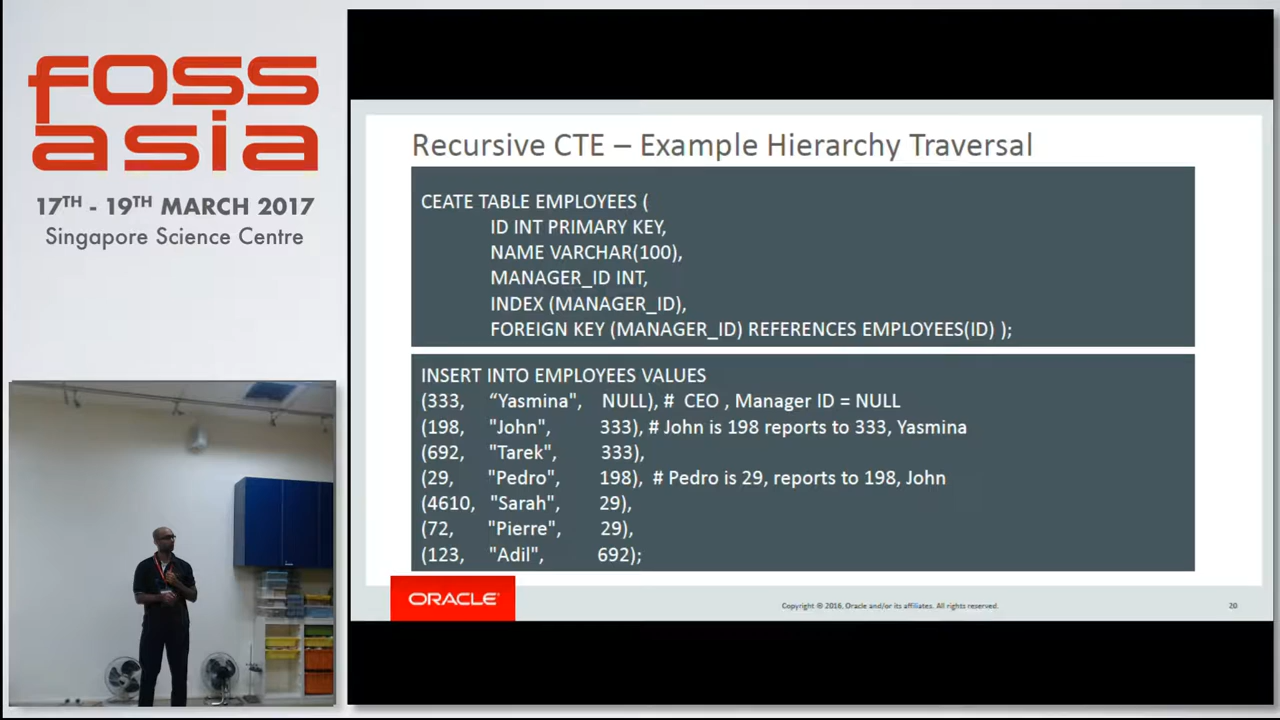 FOSS
asia
17TH - 19TH MARCH 2017
Singapore Science Centre
Recursive CTE – Example Hierarchy Traversal
CEATE TABLE EMPLOYEES (
ID INT PRIMARY KEY,
NAME VARCHAR(100),
MANAGER_ID INT,
INDEX (MANAGER_ID),
FOREIGN KEY (MANAGER_ID) REFERENCES EMPLOYEES(ID) );
INSERT INTO EMPLOYEES VALUES
(333, “Yasmina", NULL), # CEO , Manager ID = NULL
(198, "John", 333), # John is 198 reports to 333, Yasmina
(692, "Tarek", 333),
(29, "Pedro", 198), # Pedro is 29, reports to 198, John
(4610, "Sarah", 29),
(72, "Pierre", 29),
(123, "Adil", 692);
ORACLE®
Copyright © 2016, Oracle and/or its affiliates. All rights reserved.
20